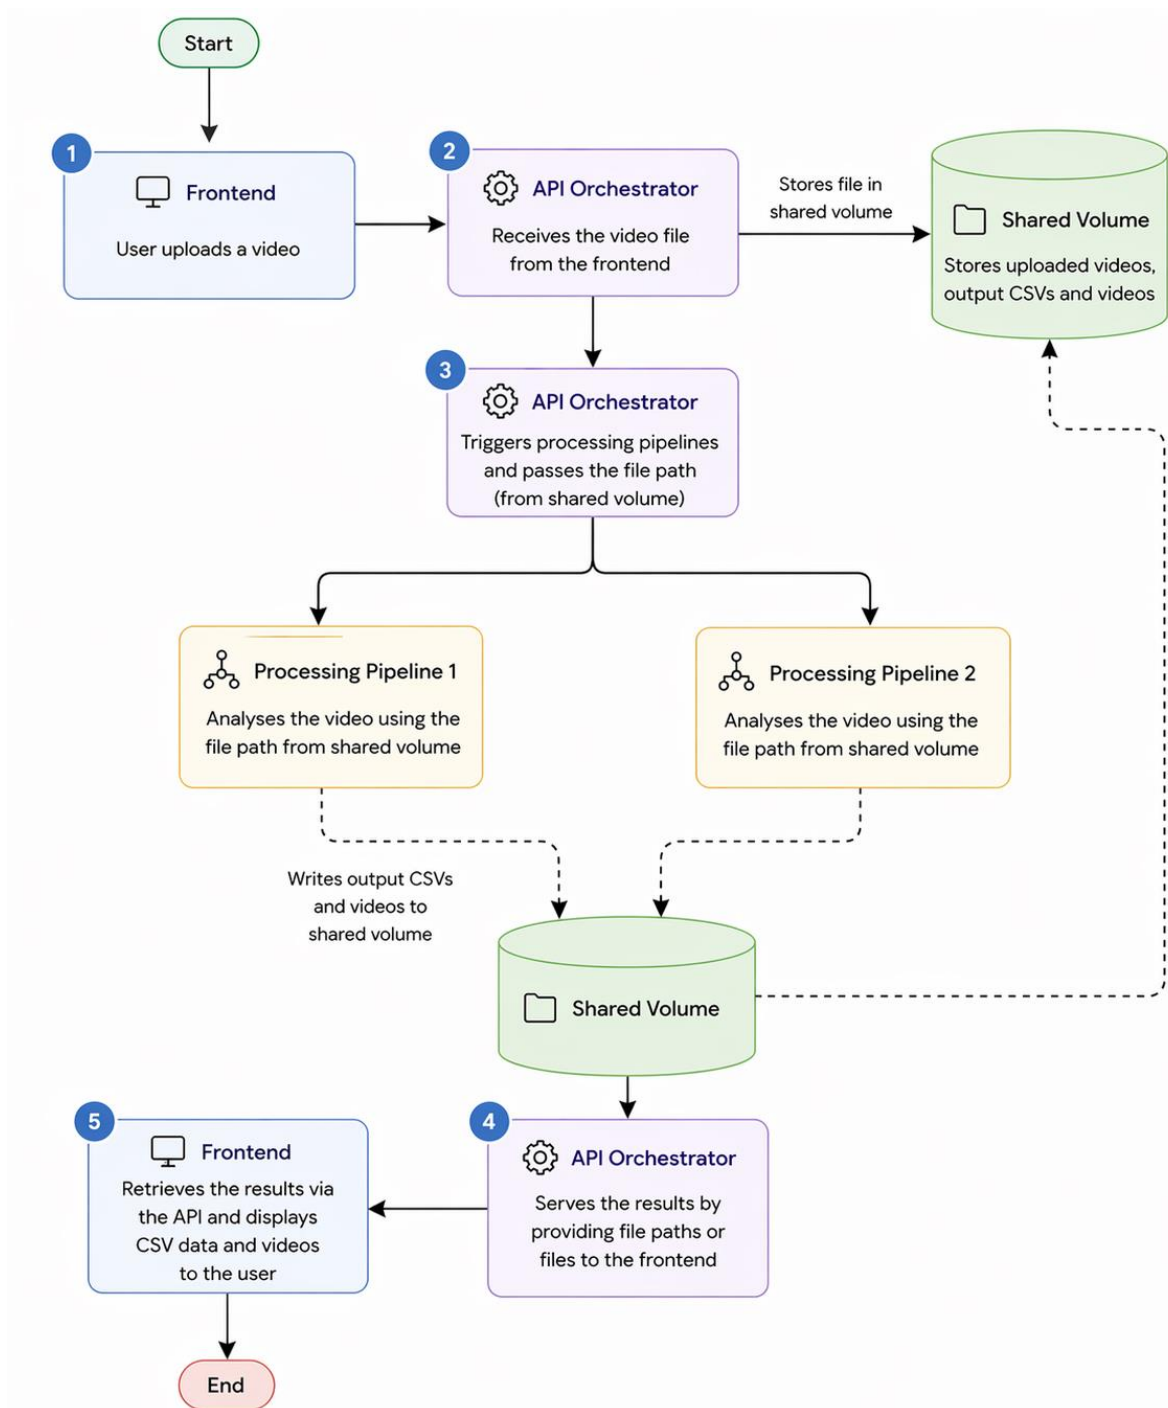 Start
1
Frontend
User uploads a video
2
API Orchestrator
Receives the video file
from the frontend
Stores file in
shared volume
Shared Volume
Stores uploaded videos,
output CSVs and videos
3
API Orchestrator
Triggers processing pipelines
and passes the file path
(from shared volume)
Processing Pipeline 1
Analyses the video using the
file path from shared volume
Processing Pipeline 2
Analyses the video using the
file path from shared volume
Writes output CSVs
and videos to
shared volume
Shared Volume
4
API Orchestrator
Serves the results by
providing file paths or
files to the frontend
5
Frontend
Retrieves the results via
the API and displays
CSV data and videos
to the user
End